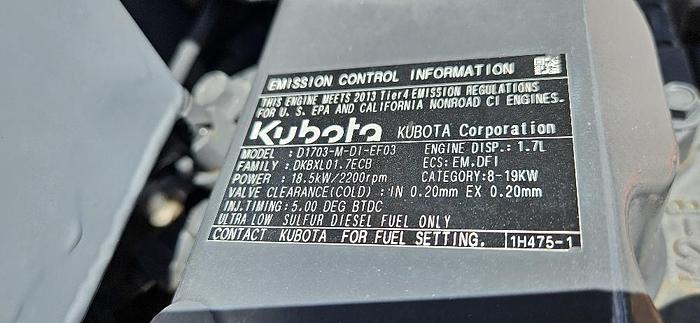 EMISSION CONTROL INFORMATION
THIS ENGINE MEETS 2013 Tier4 EMISSION REGULATIONS
FOR U. S. EPA AND CALIFORNIA NONROAD CI ENGINES.
Kubota KUBOTA Corporation
MODEL : D1703-M-DI-EF03 ENGINE DISP.: 1.7L
FAMILY : DKBXL01.7ECB ECS: EM,DFI
POWER : 18.5kW/2200rpm CATEGORY:8-19KW
VALVE CLEARANCE(COLD) : IN 0.20mm EX 0.20mm
INJ.TIMING: 5.00 DEG BTDC
ULTRA LOW SULFUR DIESEL FUEL ONLY
CONTACT KUBOTA FOR FUEL SETTING. 1H475-1